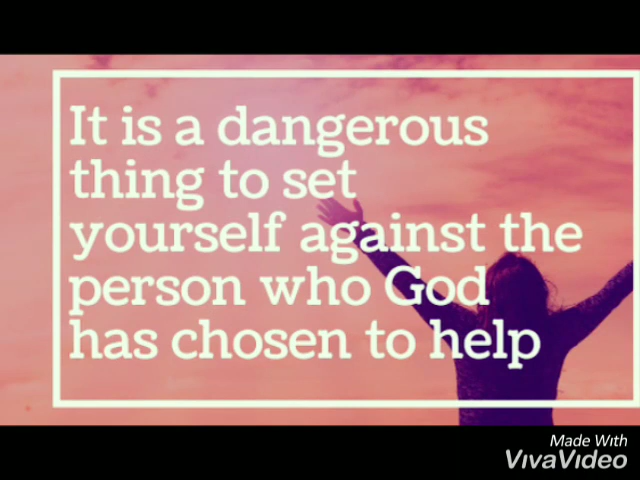 It is a dangerous
thing to set
yourself against the
person who God
has chosen to help
Made With
VivaVideo